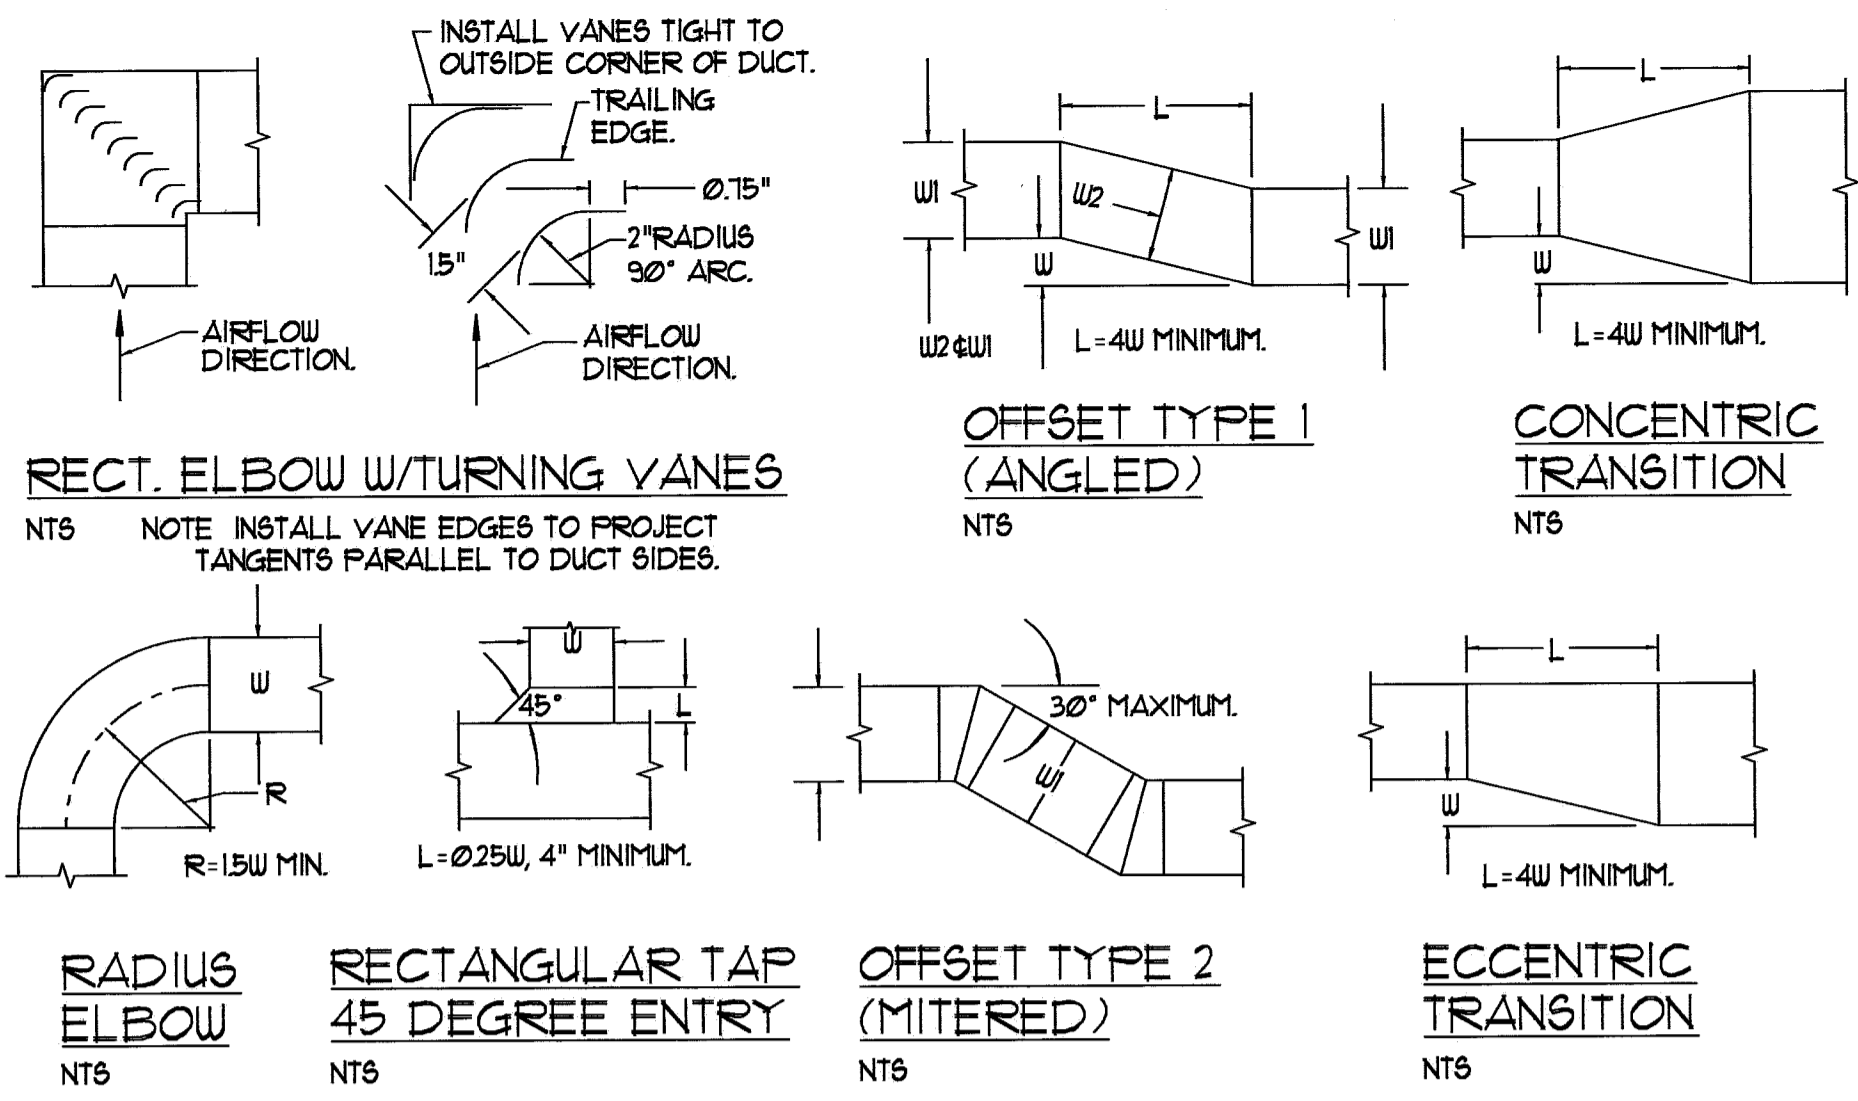 INSTALL VANES TIGHT TO
OUTSIDE CORNER OF DUCT.
TRAILING
EDGE.
0.75"
2" RADIUS
90° ARC.
1.5"
AIRFLOW
DIRECTION.
AIRFLOW
DIRECTION.
RECT. ELBOW W/TURNING VANES
NTS NOTE INSTALL VANE EDGES TO PROJECT
TANGENTS PARALLEL TO DUCT SIDES.
L
W1
W2
W
W1
W2¢W1
L=4W MINIMUM.
OFFSET TYPE 1
(ANGLED)
NTS
L
W
L=4W MINIMUM.
CONCENTRIC
TRANSITION
NTS
W
R
R=1.5W MIN.
RADIUS
ELBOW
NTS
W
45°
L
L=0.25W, 4" MINIMUM.
RECTANGULAR TAP
45 DEGREE ENTRY
NTS
30° MAXIMUM.
W1
OFFSET TYPE 2
(MITERED)
NTS
L
W
L=4W MINIMUM.
ECCENTRIC
TRANSITION
NTS